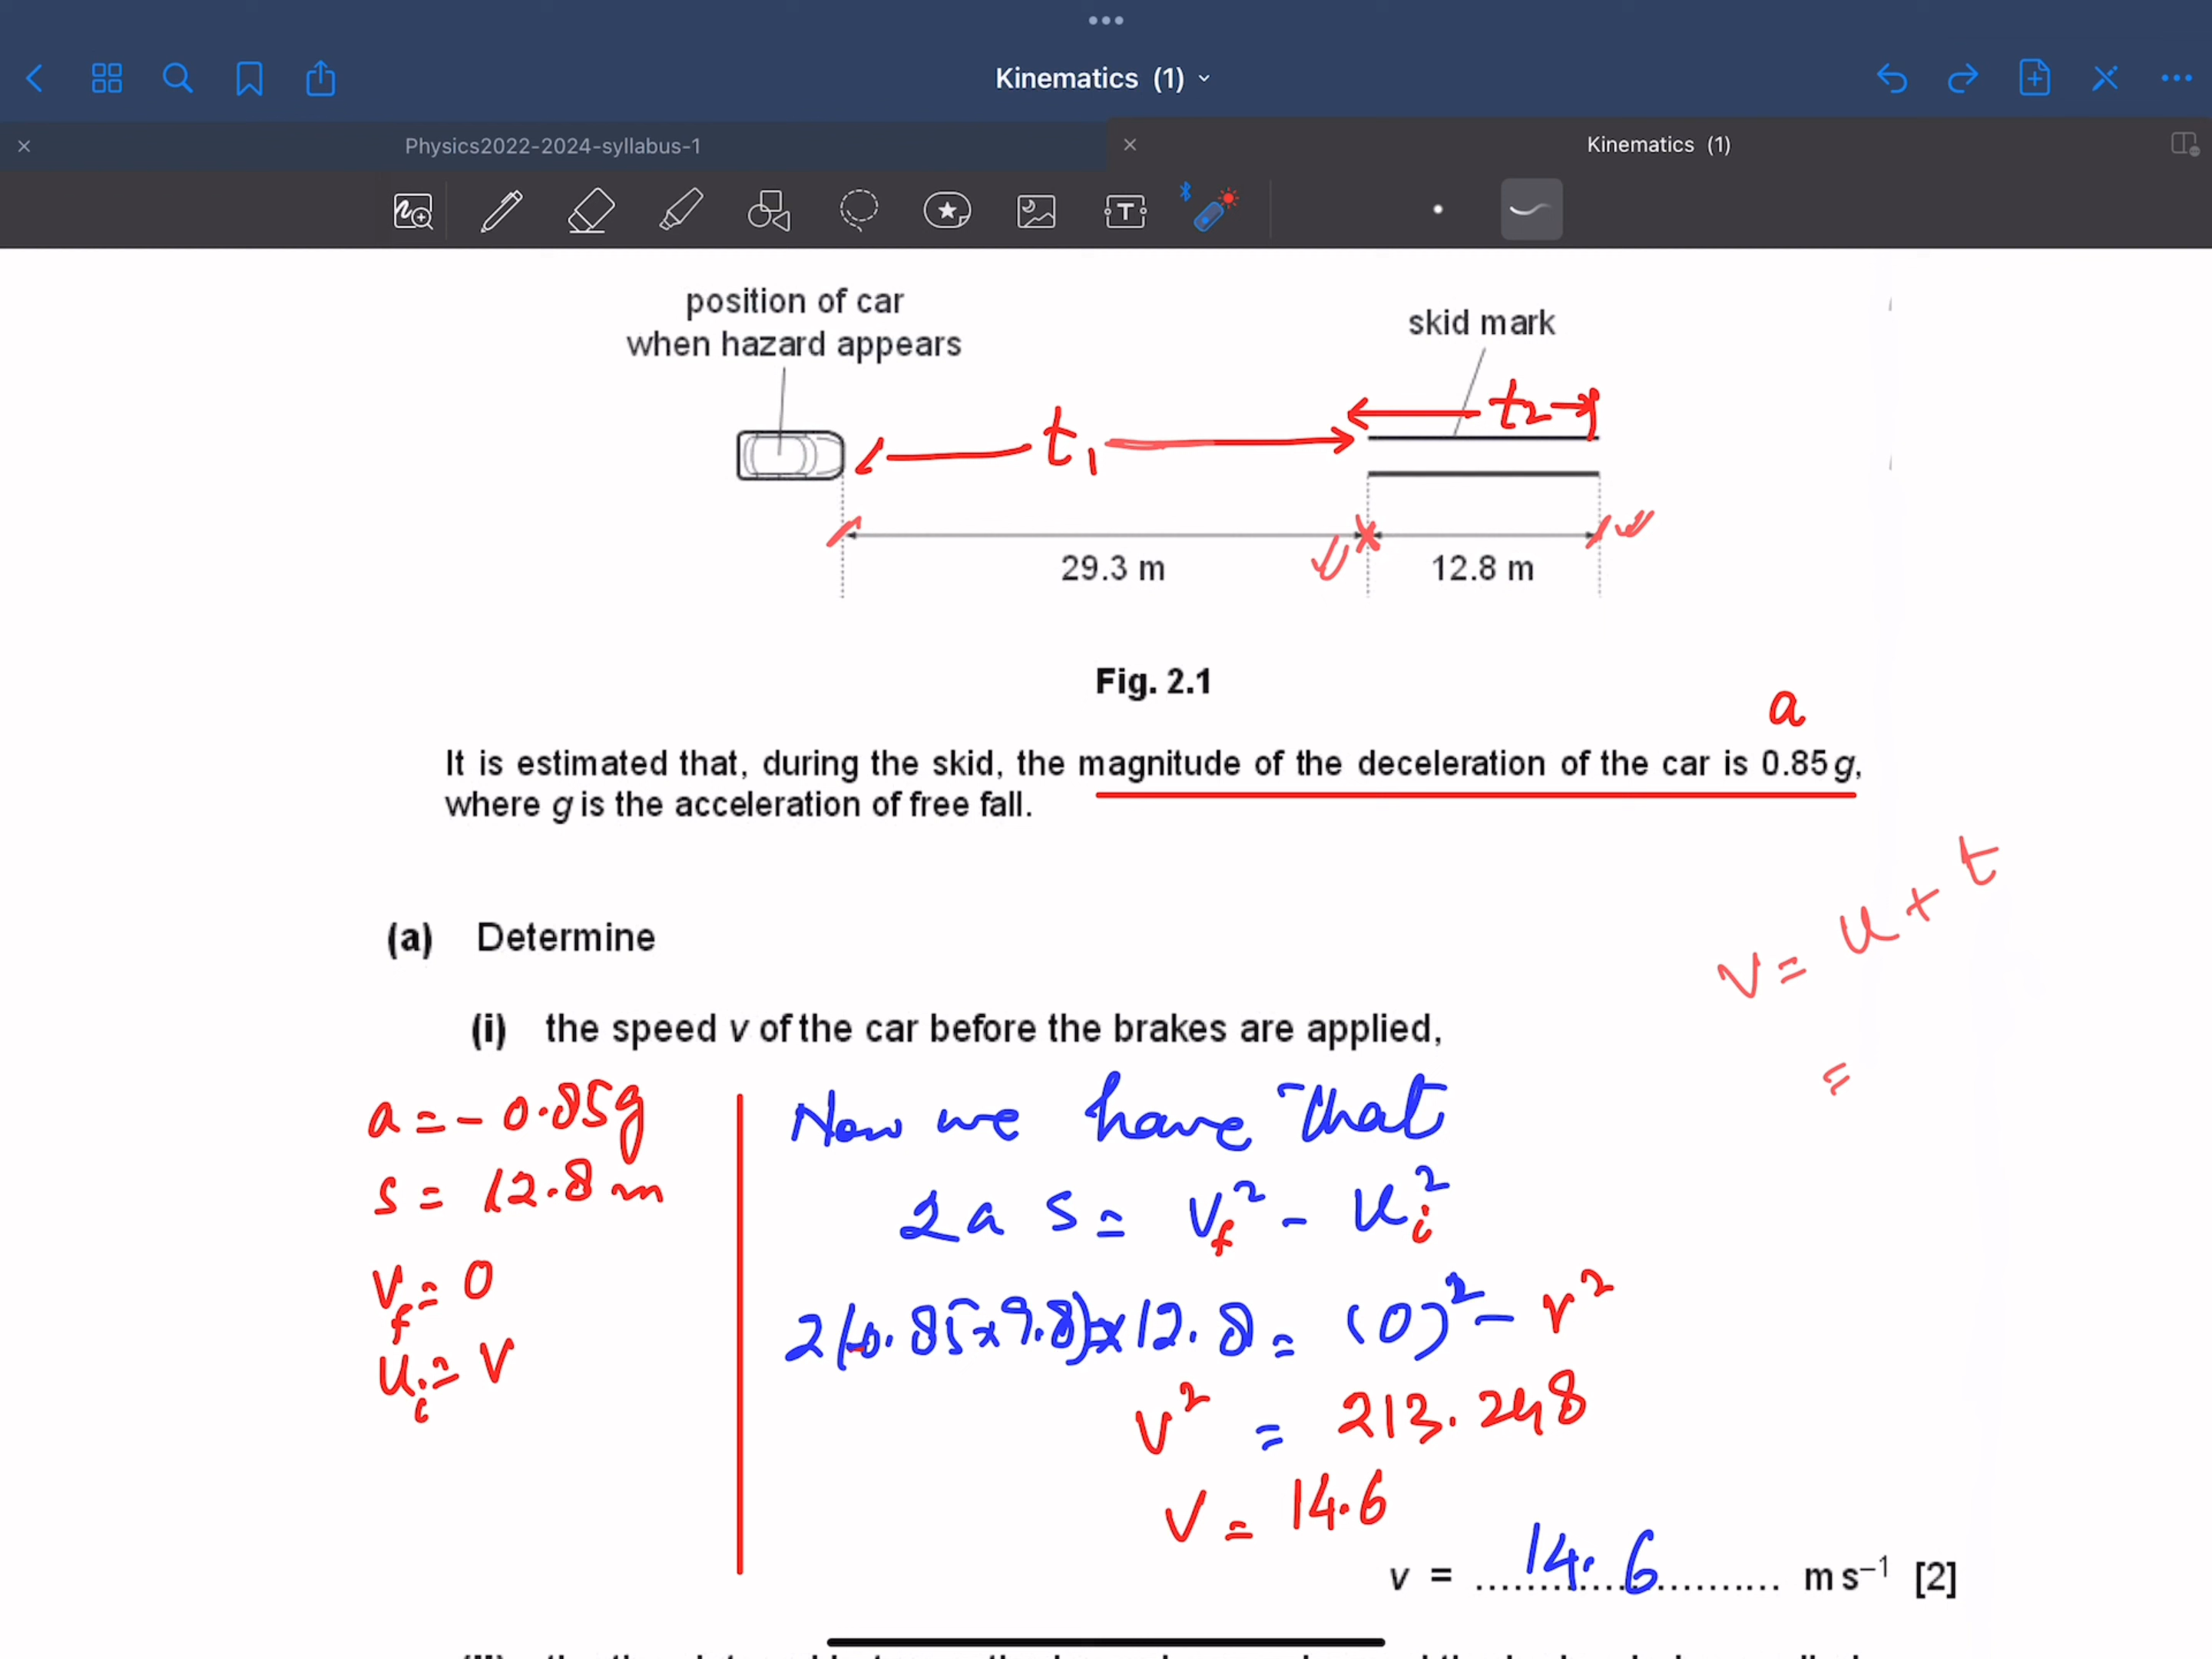 Kinematics (1)
Physics2022-2024-syllabus-1
Kinematics (1)
T
position of car
when hazard appears
skid mark
t1
t2
29.3 m
12.8 m
Fig. 2.1
a
It is estimated that, during the skid, the magnitude of the deceleration of the car is 0.85 g,
where g is the acceleration of free fall.
v = u + t
=
(a) Determine
(i) the speed v of the car before the brakes are applied,
a = - 0.85g
s = 12.8 m
vf = 0
ui = v
Now we have that
2 a s = vf² - ui²
2(-0.85x9.8)x12.8 = (0)² - v²
v² = 213.248
v = 14.6
v = ....14.6.... m s⁻¹ [2]